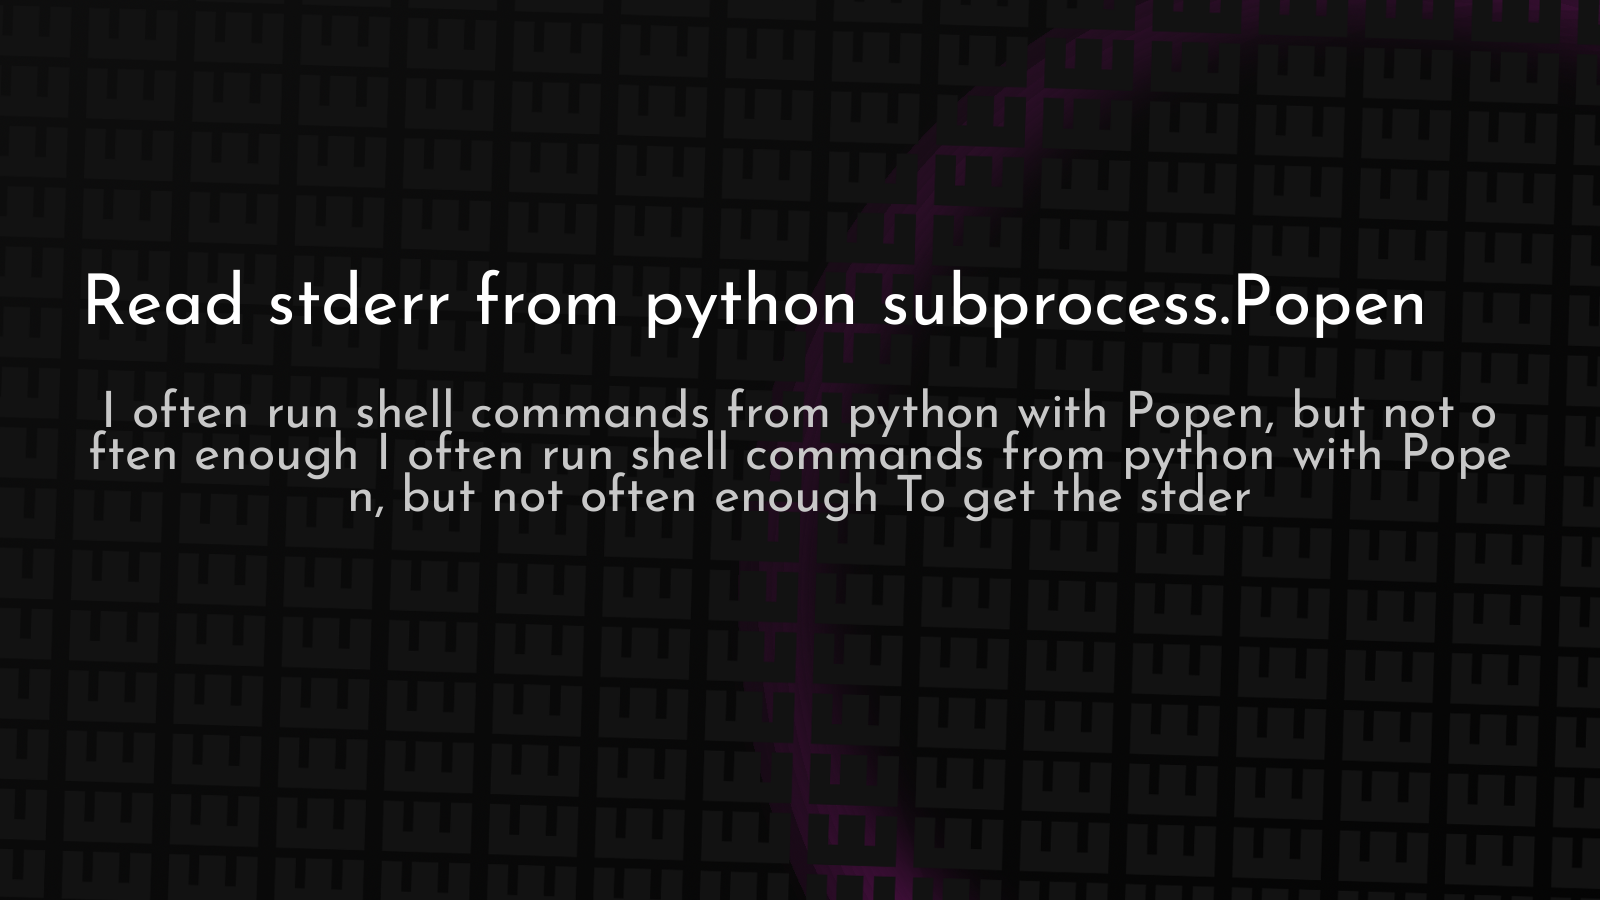 Read stderr from python subprocess.Popen
I often run shell commands from python with Popen, but not o
ften enough I often run shell commands from python with Pope
n, but not often enough To get the stder